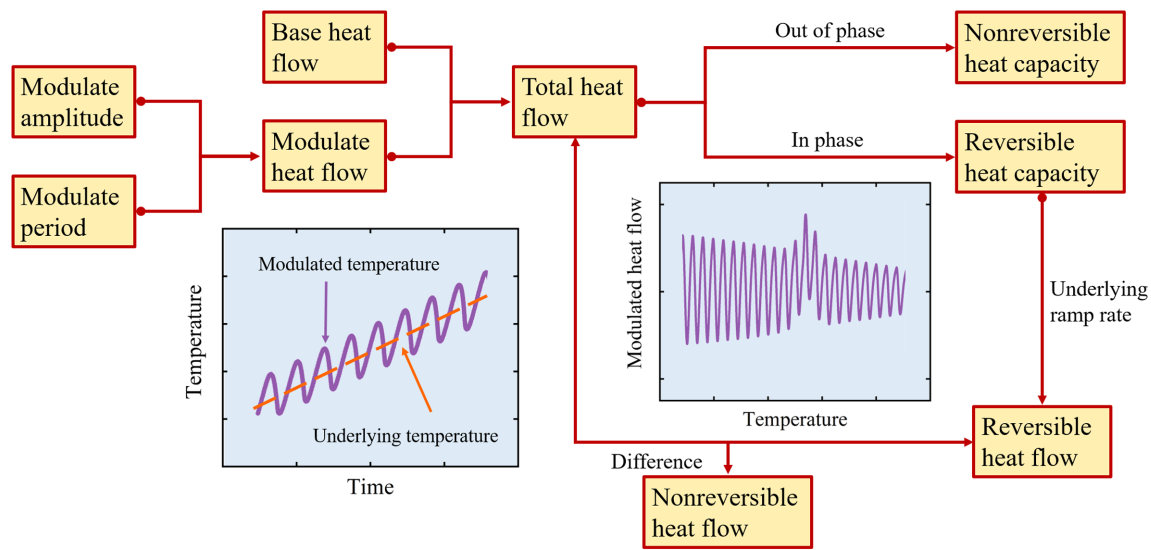 Base heat
flow
Modulate
amplitude
Modulate
heat flow
Modulate
period
Total heat
flow
Out of phase
Nonreversible
heat capacity
In phase
Reversible
heat capacity
Modulated temperature
Temperature
Underlying temperature
Time
Modulated heat flow
Temperature
Underlying
ramp rate
Reversible
heat flow
Difference
Nonreversible
heat flow